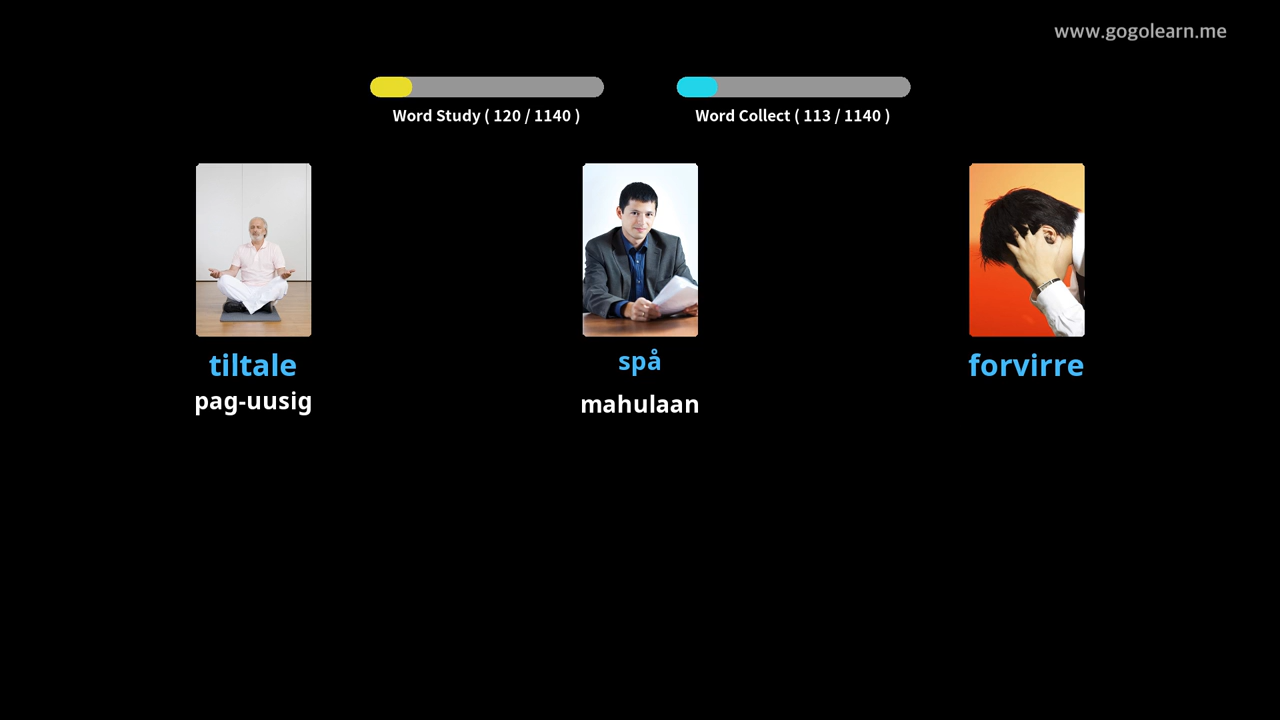 www.gogolearn.me
Word Study ( 120 / 1140 )
Word Collect ( 113 / 1140 )
tiltale
pag-uusig
spå
mahulaan
forvirre